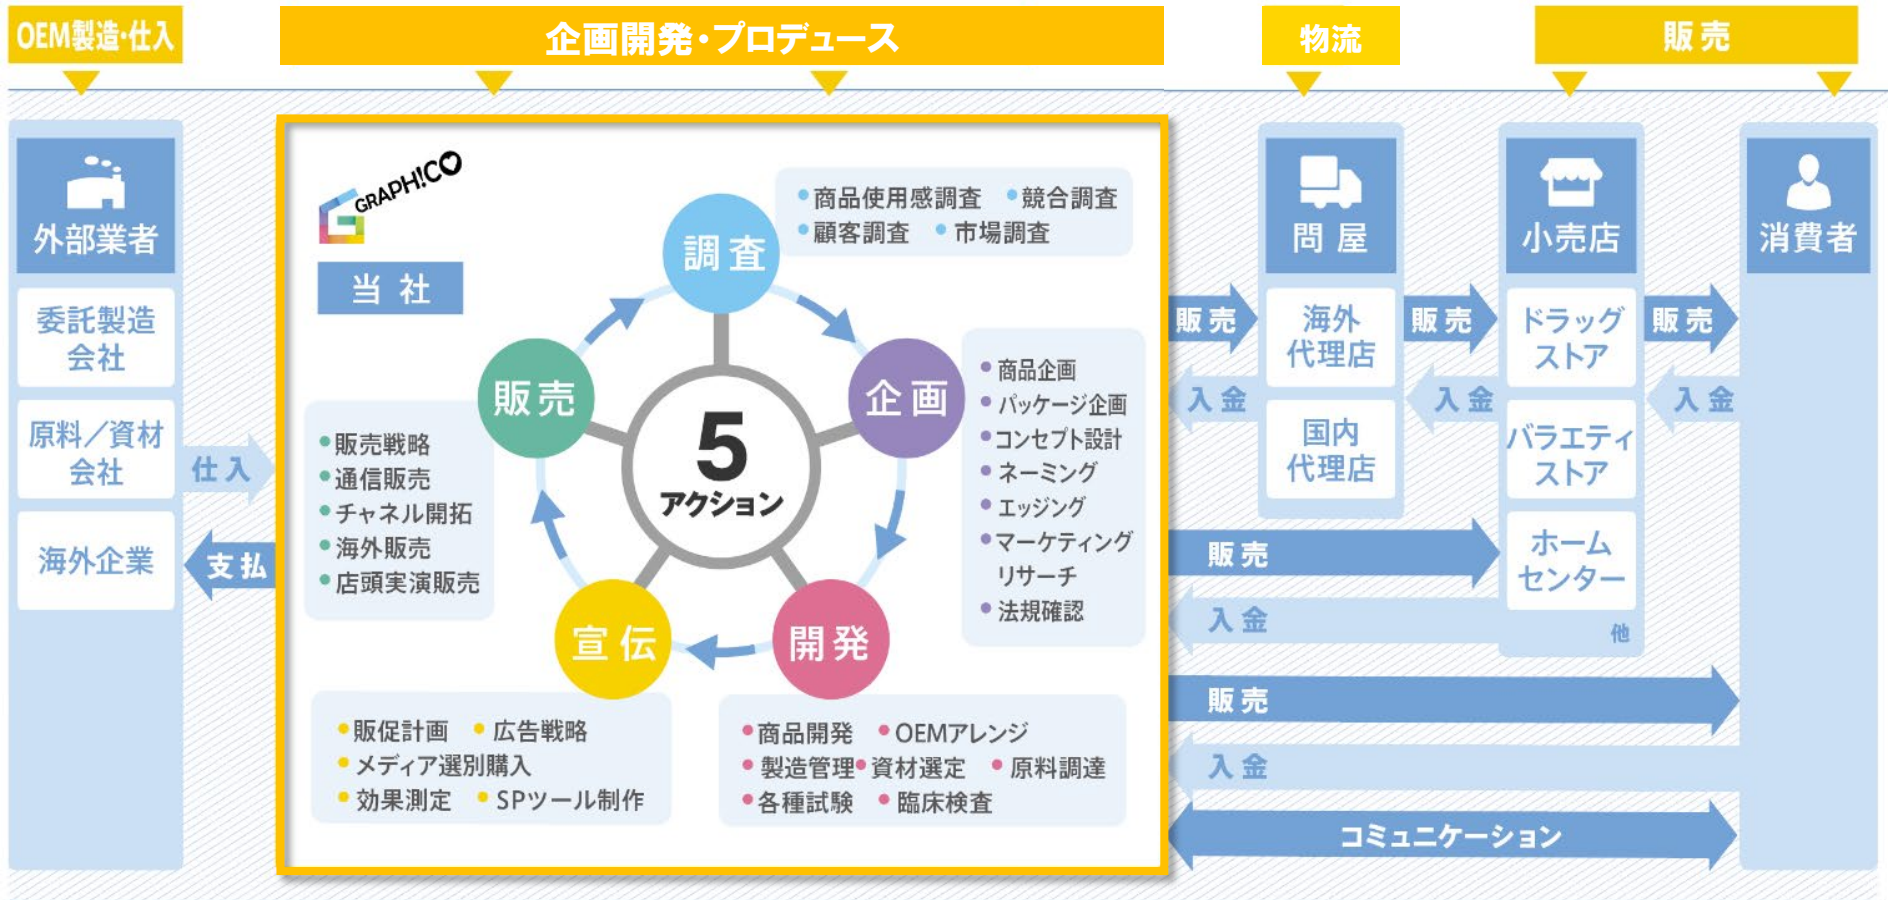 OEM製造・仕入
企画開発・プロデュース
物流
販売
外部業者
委託製造
会社
原料／資材
会社
海外企業
仕入
支払
GRAPH!CO
当社
5
アクション
調査
・商品使用感調査 ・競合調査
・顧客調査 ・市場調査
企画
・商品企画
・パッケージ企画
・コンセプト設計
・ネーミング
・エッジング
・マーケティング
リサーチ
・法規確認
開発
・商品開発 ・OEMアレンジ
・製造管理 ・資材選定 ・原料調達
・各種試験 ・臨床検査
宣伝
・販促計画 ・広告戦略
・メディア選別購入
・効果測定 ・SPツール制作
販売
・販売戦略
・通信販売
・チャネル開拓
・海外販売
・店頭実演販売
販売
入金
問屋
海外
代理店
国内
代理店
販売
入金
小売店
ドラッグ
ストア
バラエティ
ストア
ホーム
センター
他
販売
入金
消費者
販売
入金
販売
入金
コミュニケーション